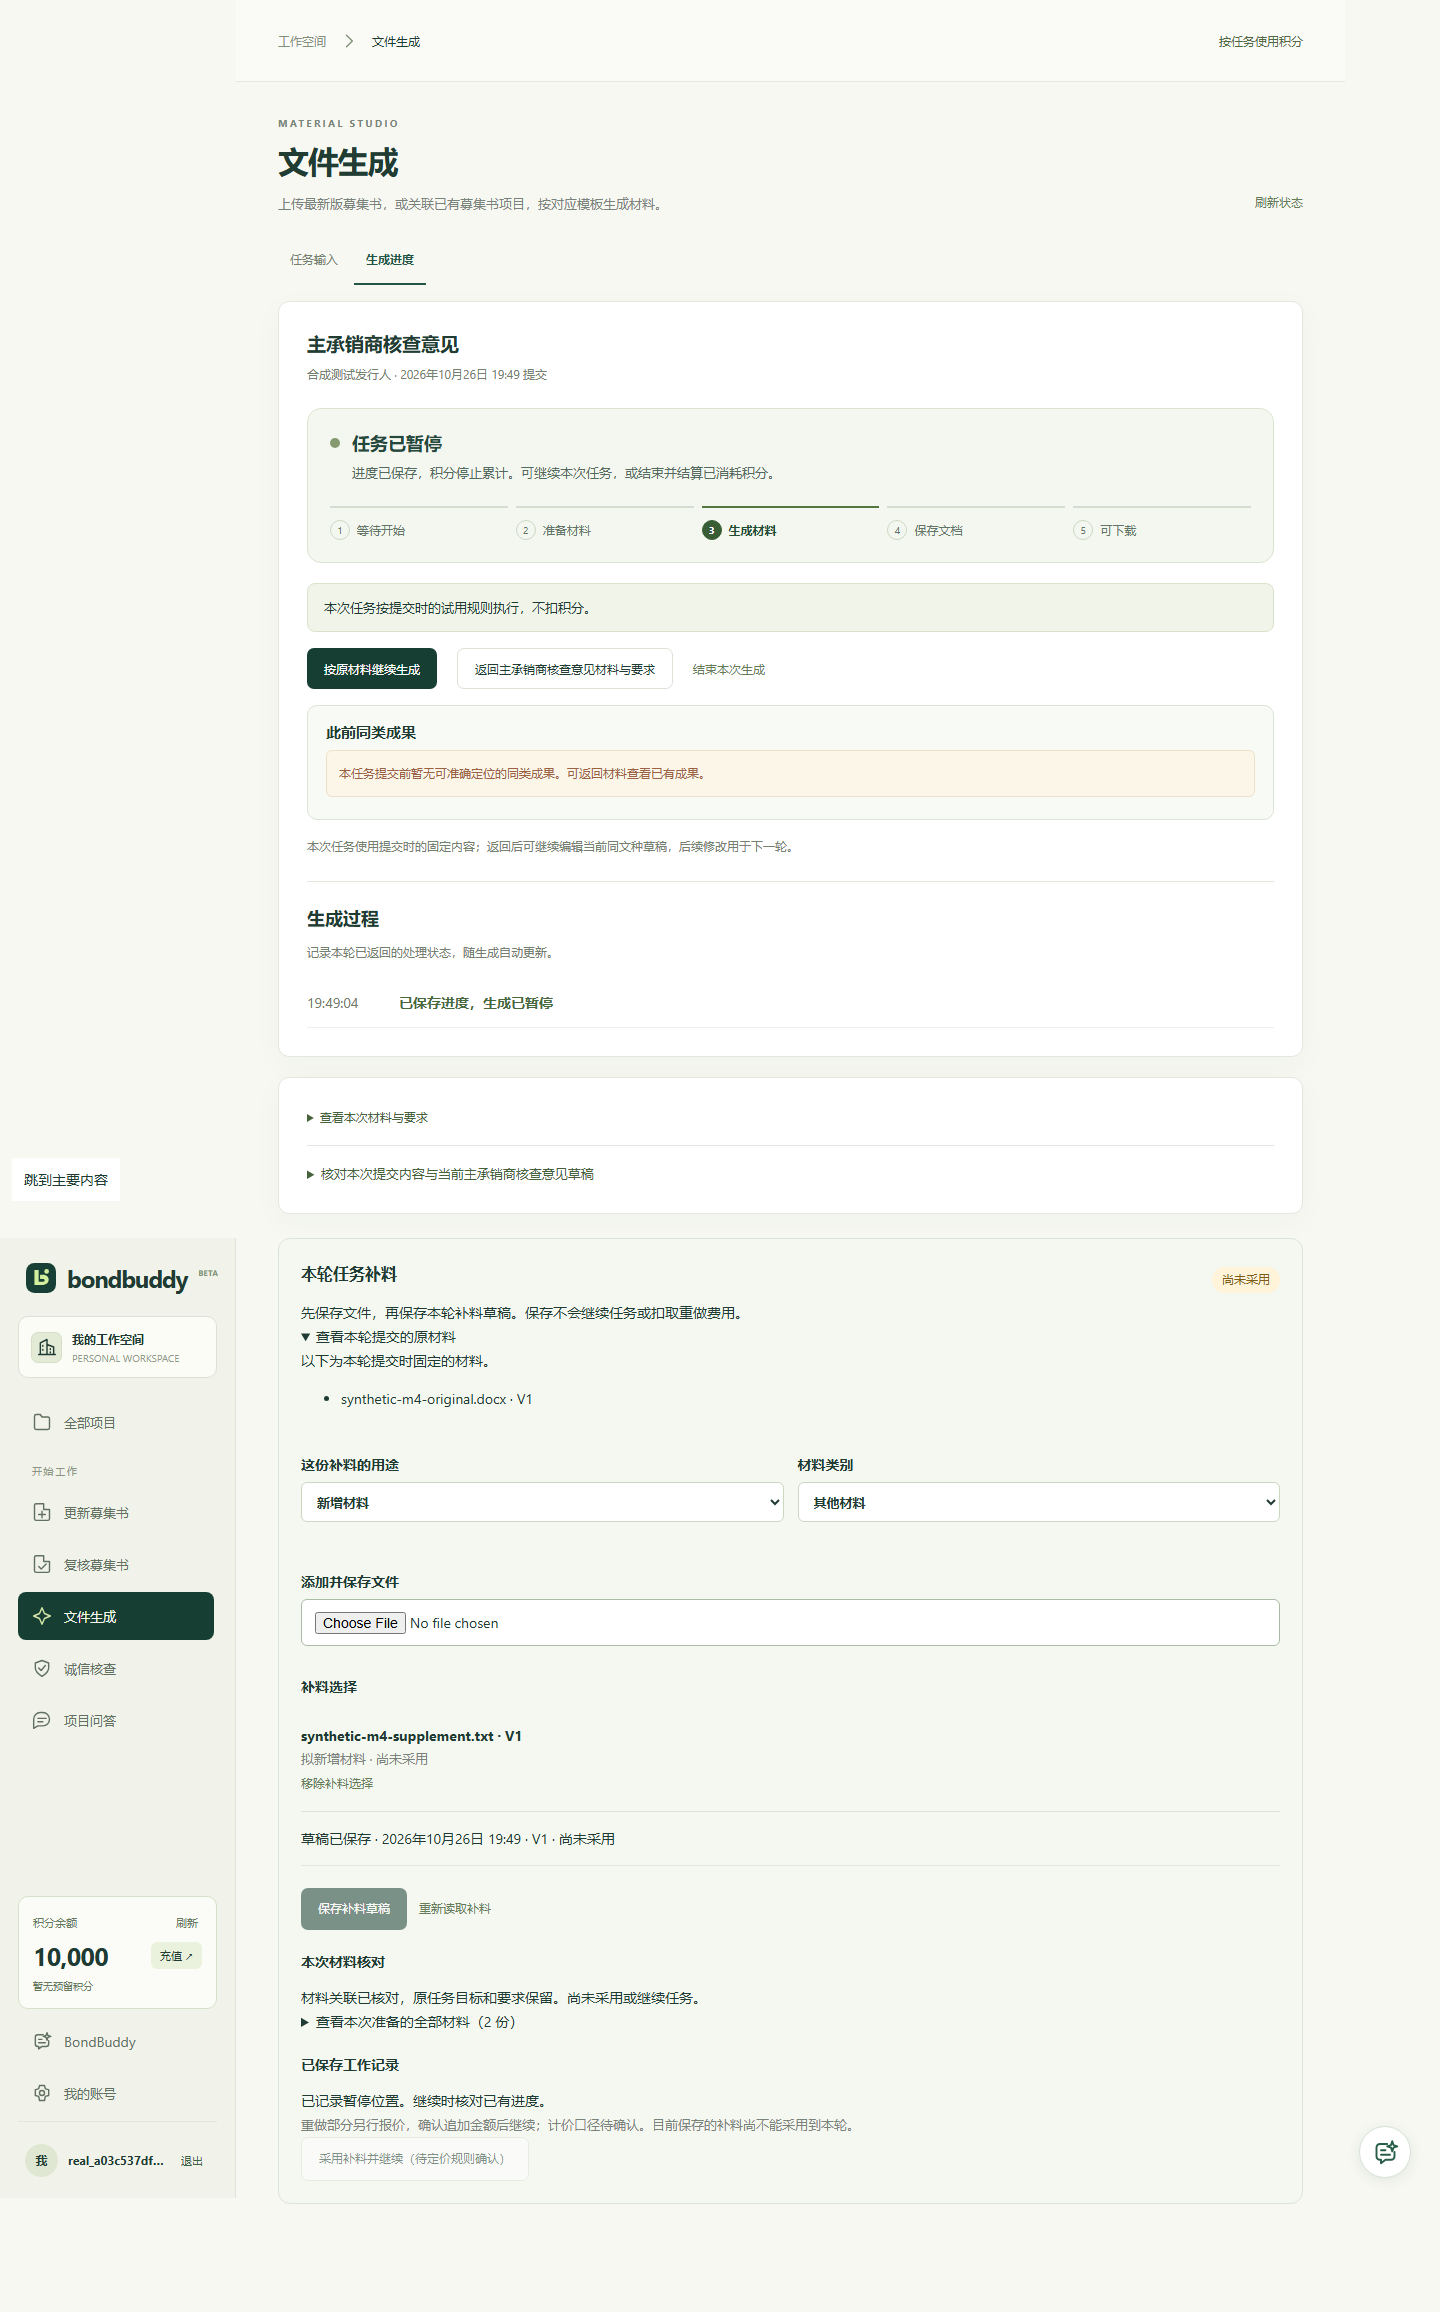 工作空间
文件生成
按任务使用积分
MATERIAL STUDIO
文件生成
上传最新版募集书，或关联已有募集书项目，按对应模板生成材料。
刷新状态
任务输入
生成进度
主承销商核查意见
合成测试发行人 · 2026年10月26日 19:49 提交
任务已暂停
进度已保存，积分停止累计。可继续本次任务，或结束并结算已消耗积分。
1 等待开始
2 准备材料
3 生成材料
4 保存文档
5 可下载
本次任务按提交时的试用规则执行，不扣积分。
按原材料继续生成
返回主承销商核查意见材料与要求
结束本次生成
此前同类成果
本任务提交前暂无可准确定位的同类成果。可返回材料查看已有成果。
本次任务使用提交时的固定内容；返回后可继续编辑当前同文种草稿，后续修改用于下一轮。
生成过程
记录本轮已返回的处理状态，随生成自动更新。
19:49:04 已保存进度，生成已暂停
查看本次材料与要求
核对本次提交内容与当前主承销商核查意见草稿
跳到主要内容
bondbuddy BETA
我的工作空间
PERSONAL WORKSPACE
全部项目
开始工作
更新募集书
复核募集书
文件生成
诚信核查
项目问答
积分余额
刷新
10,000
充值 ↗
暂无预留积分
BondBuddy
我的账号
我 real_a03c537df... 退出
本轮任务补料
尚未采用
先保存文件，再保存本轮补料草稿。保存不会继续任务或扣取重做费用。
查看本轮提交的原材料
以下为本轮提交时固定的材料。
synthetic-m4-original.docx · V1
这份补料的用途
材料类别
新增材料
其他材料
添加并保存文件
Choose File No file chosen
补料选择
synthetic-m4-supplement.txt · V1
拟新增材料 · 尚未采用
移除补料选择
草稿已保存 · 2026年10月26日 19:49 · V1 · 尚未采用
保存补料草稿
重新读取补料
本次材料核对
材料关联已核对，原任务目标和要求保留。尚未采用或继续任务。
查看本次准备的全部材料（2 份）
已保存工作记录
已记录暂停位置。继续时核对已有进度。
重做部分另行报价，确认追加金额后继续；计价口径待确认。目前保存的补料尚不能采用到本轮。
采用补料并继续（待定价规则确认）